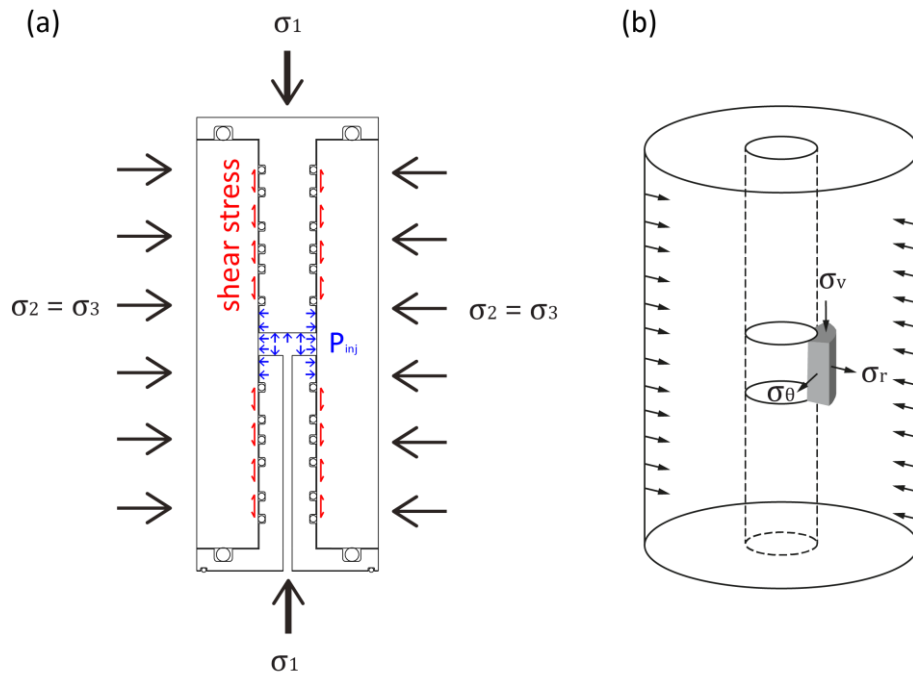 (a)
σ1
shear stress
σ2 = σ3
σ2 = σ3
Pinj
σ1
(b)
σv
σr
σθ